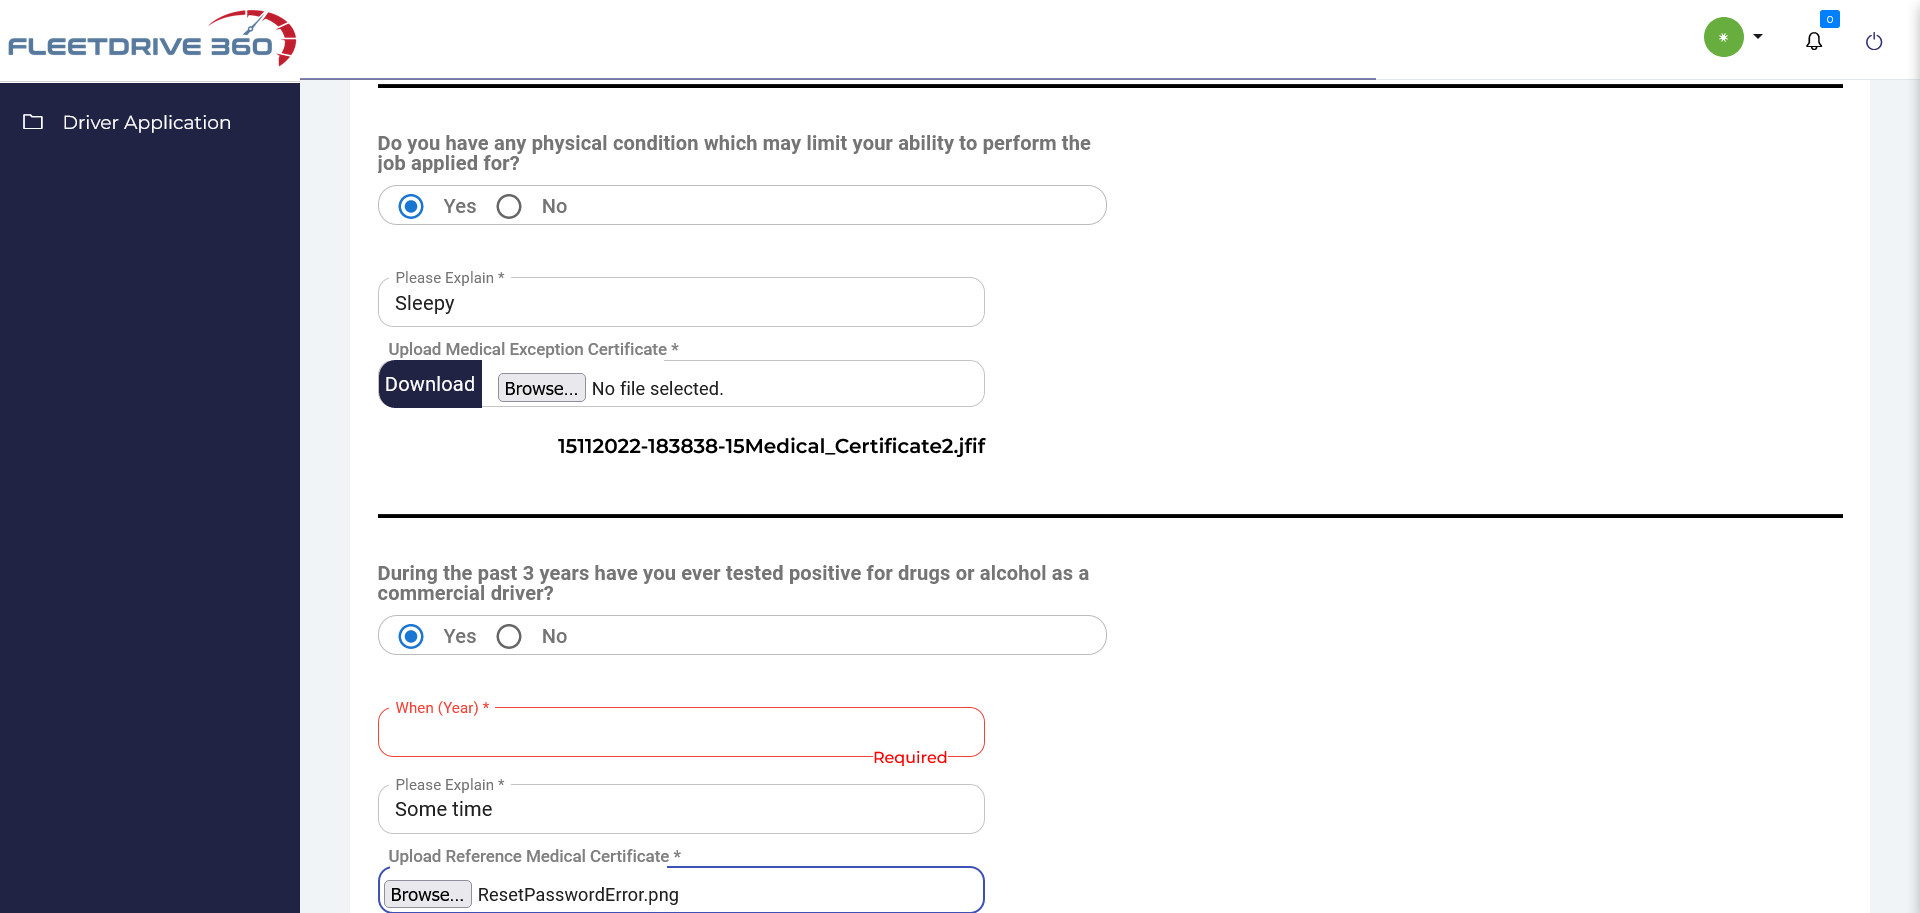 FLEETDRIVE 360
0
Driver Application
Do you have any physical condition which may limit your ability to perform the
job applied for?
Yes No
Please Explain *
Sleepy
Upload Medical Exception Certificate *
Download Browse... No file selected.
15112022-183838-15Medical_Certificate2.jfif
During the past 3 years have you ever tested positive for drugs or alcohol as a
commercial driver?
Yes No
When (Year) *
Required
Please Explain *
Some time
Upload Reference Medical Certificate *
Browse... ResetPasswordError.png